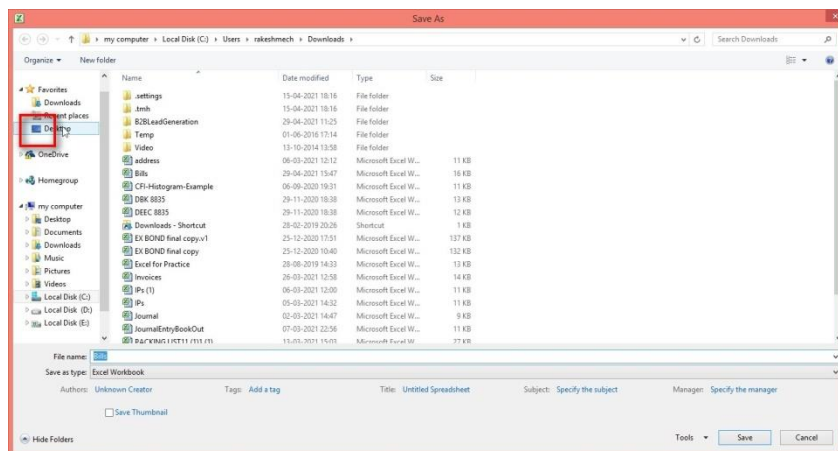 Save As
my computer ▸ Local Disk (C:) ▸ Users ▸ rakeshmech ▸ Downloads ▸
Search Downloads
Organize New folder
Name Date modified Type Size
Favorites
Downloads
Recent places
Desktop
OneDrive
Homegroup
my computer
Desktop
Documents
Downloads
Music
Pictures
Videos
Local Disk (C:)
Local Disk (D:)
Local Disk (E:)
.settings 15-04-2021 18:16 File folder
.tmh 15-04-2021 18:16 File folder
B2BLeadGeneration 29-04-2021 11:25 File folder
Temp 01-06-2016 17:14 File folder
Video 13-10-2014 13:58 File folder
address 06-03-2021 12:12 Microsoft Excel W... 11 KB
Bills 29-04-2021 15:47 Microsoft Excel W... 16 KB
CFI-Histogram-Example 06-09-2020 19:31 Microsoft Excel W... 11 KB
DBK 8835 29-11-2020 18:38 Microsoft Excel W... 13 KB
DEEC 8835 29-11-2020 18:38 Microsoft Excel W... 12 KB
Downloads - Shortcut 28-02-2019 20:26 Shortcut 1 KB
EX BOND final copy.v1 25-12-2020 17:51 Microsoft Excel W... 137 KB
EX BOND final copy 25-12-2020 10:40 Microsoft Excel W... 132 KB
Excel for Practice 28-08-2019 14:33 Microsoft Excel W... 13 KB
Invoices 26-03-2021 12:58 Microsoft Excel W... 14 KB
IPs (1) 06-03-2021 12:00 Microsoft Excel W... 11 KB
IPs 05-03-2021 14:32 Microsoft Excel W... 11 KB
Journal 02-03-2021 14:47 Microsoft Excel W... 9 KB
JournalEntryBookOut 07-03-2021 22:56 Microsoft Excel W... 11 KB
PACKING LIST11 (1)1 (1) 13-03-2021 15:03 Microsoft Excel W... 27 KB
File name: Bills
Save as type: Excel Workbook
Authors: Unknown Creator Tags: Add a tag Title: Untitled Spreadsheet Subject: Specify the subject Manager: Specify the manager
Save Thumbnail
Hide Folders Tools Save Cancel